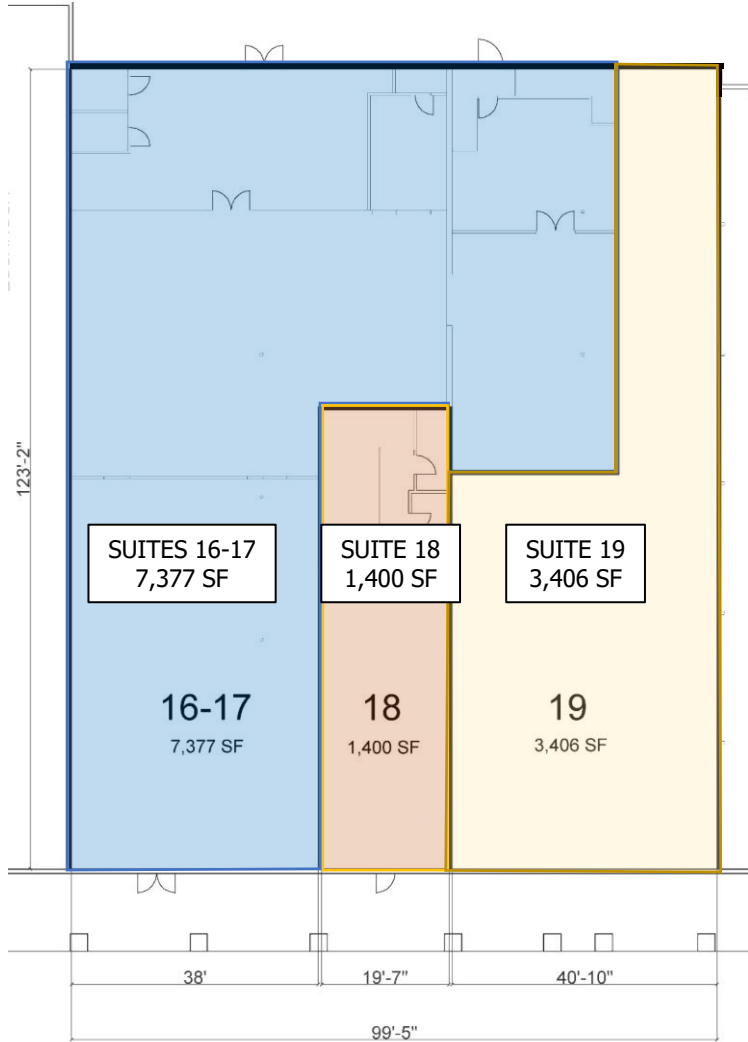 123'-2"
SUITES 16-17
7,377 SF
SUITE 18
1,400 SF
SUITE 19
3,406 SF
16-17
7,377 SF
18
1,400 SF
19
3,406 SF
38'
19'-7"
40'-10"
99'-5"